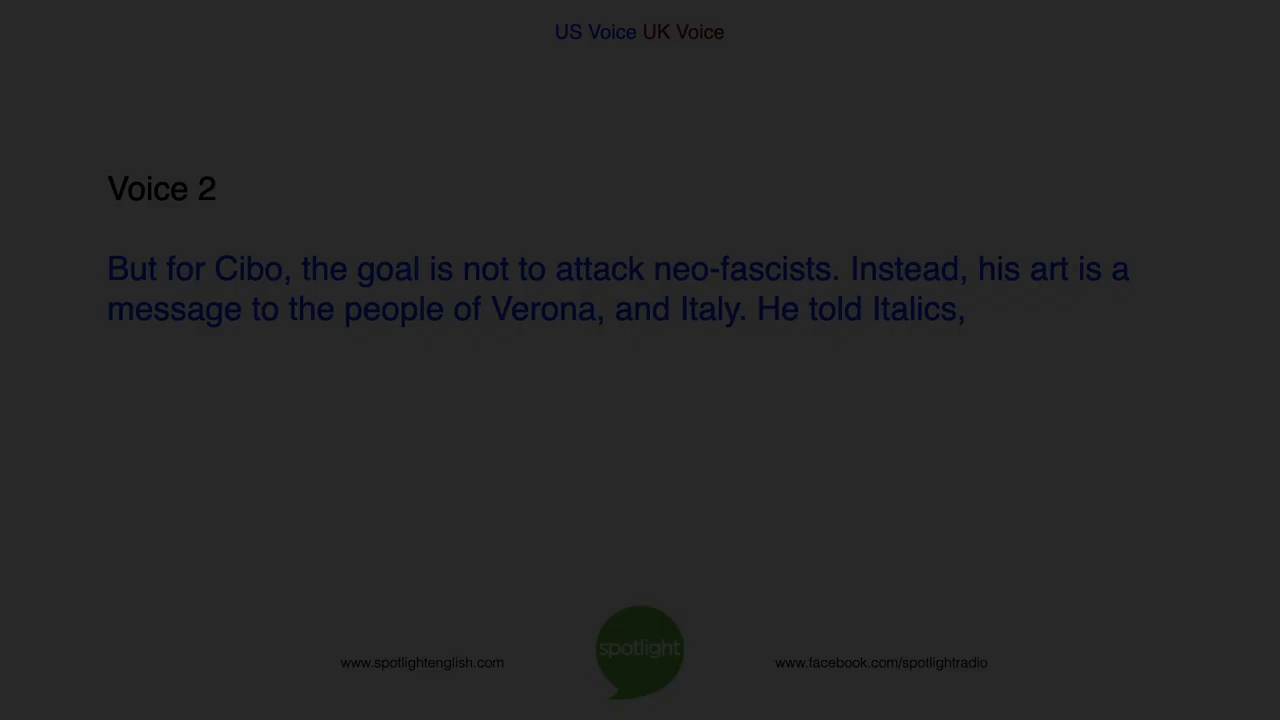 US Voice UK Voice
Voice 2
But for Cibo, the goal is not to attack neo-fascists. Instead, his art is a
message to the people of Verona, and Italy. He told Italics,
spotlight
www.spotlightenglish.com
www.facebook.com/spotlightradio